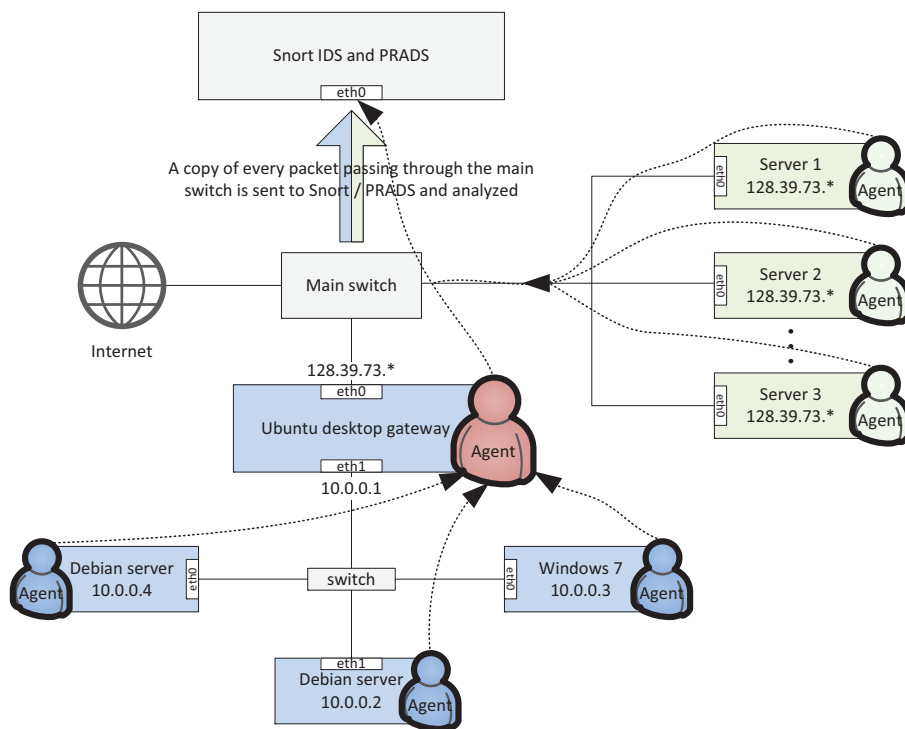 Snort IDS and PRADS
eth0
A copy of every packet passing through the main
switch is sent to Snort / PRADS and analyzed
Server 1
128.39.73.*
eth0
Agent
Internet
Main switch
Server 2
128.39.73.*
eth0
Agent
Server 3
128.39.73.*
eth0
Agent
128.39.73.*
eth0
Ubuntu desktop gateway
Agent
eth1
10.0.0.1
Debian server
10.0.0.4
eth0
Agent
switch
Windows 7
10.0.0.3
eth0
Agent
eth1
Debian server
10.0.0.2
Agent